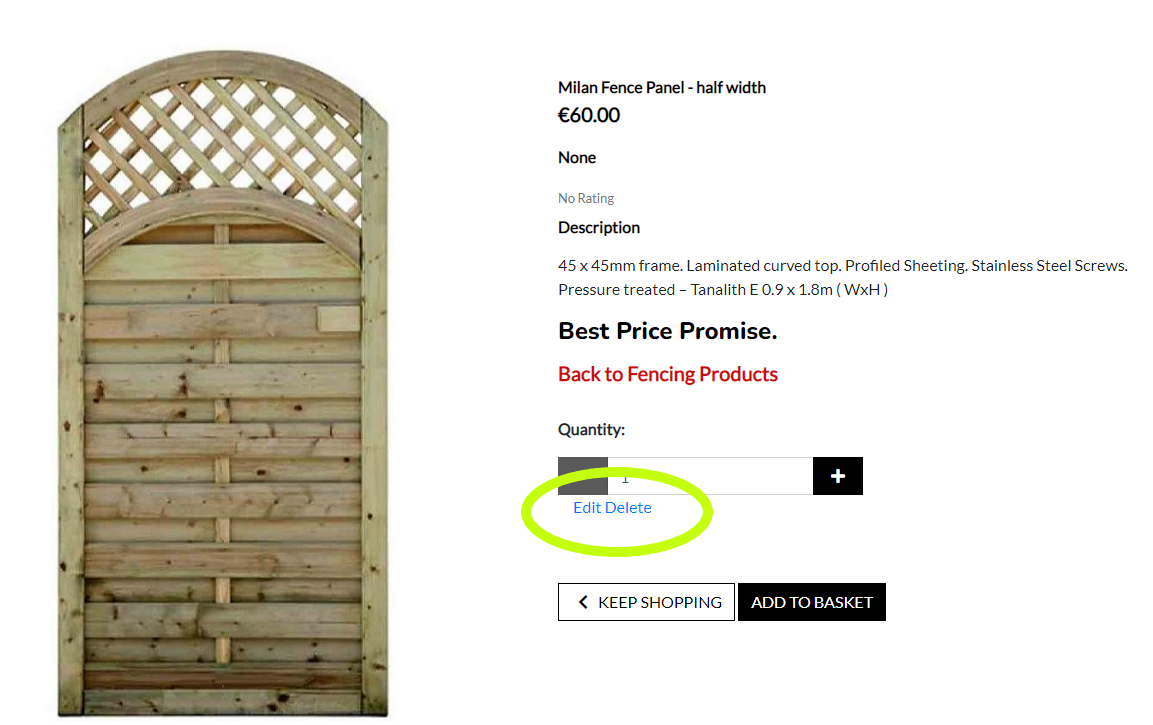 Milan Fence Panel - half width
€60.00
None
No Rating
Description
45 x 45mm frame. Laminated curved top. Profiled Sheeting. Stainless Steel Screws.
Pressure treated – Tanalith E 0.9 x 1.8m ( WxH )
Best Price Promise.
Back to Fencing Products
Quantity:
1 +
Edit Delete
KEEP SHOPPING ADD TO BASKET